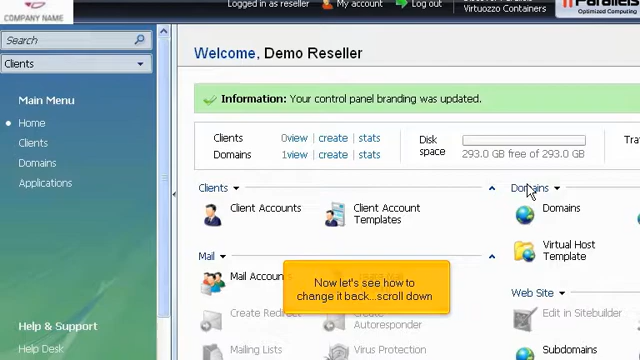 COMPANY NAME
Logged in as reseller
My account
Log out
Virtuozzo Containers
Parallels
Optimized Computing
Search
Clients
Main Menu
Home
Clients
Domains
Applications
Help & Support
Help Desk
Welcome, Demo Reseller
Information: Your control panel branding was updated.
Clients 0view | create | stats
Domains 1view | create | stats
Disk
space
293.0 GB free of 293.0 GB
Clients
Client Accounts
Client Account
Templates
Mail
Mail Accounts
Create Redirect
Autoresponder
Mailing Lists
Virus Protection
Domains
Domains
Virtual Host
Template
Web Site
Edit in Sitebuilder
Subdomains
Now let's see how to
change it back...scroll down